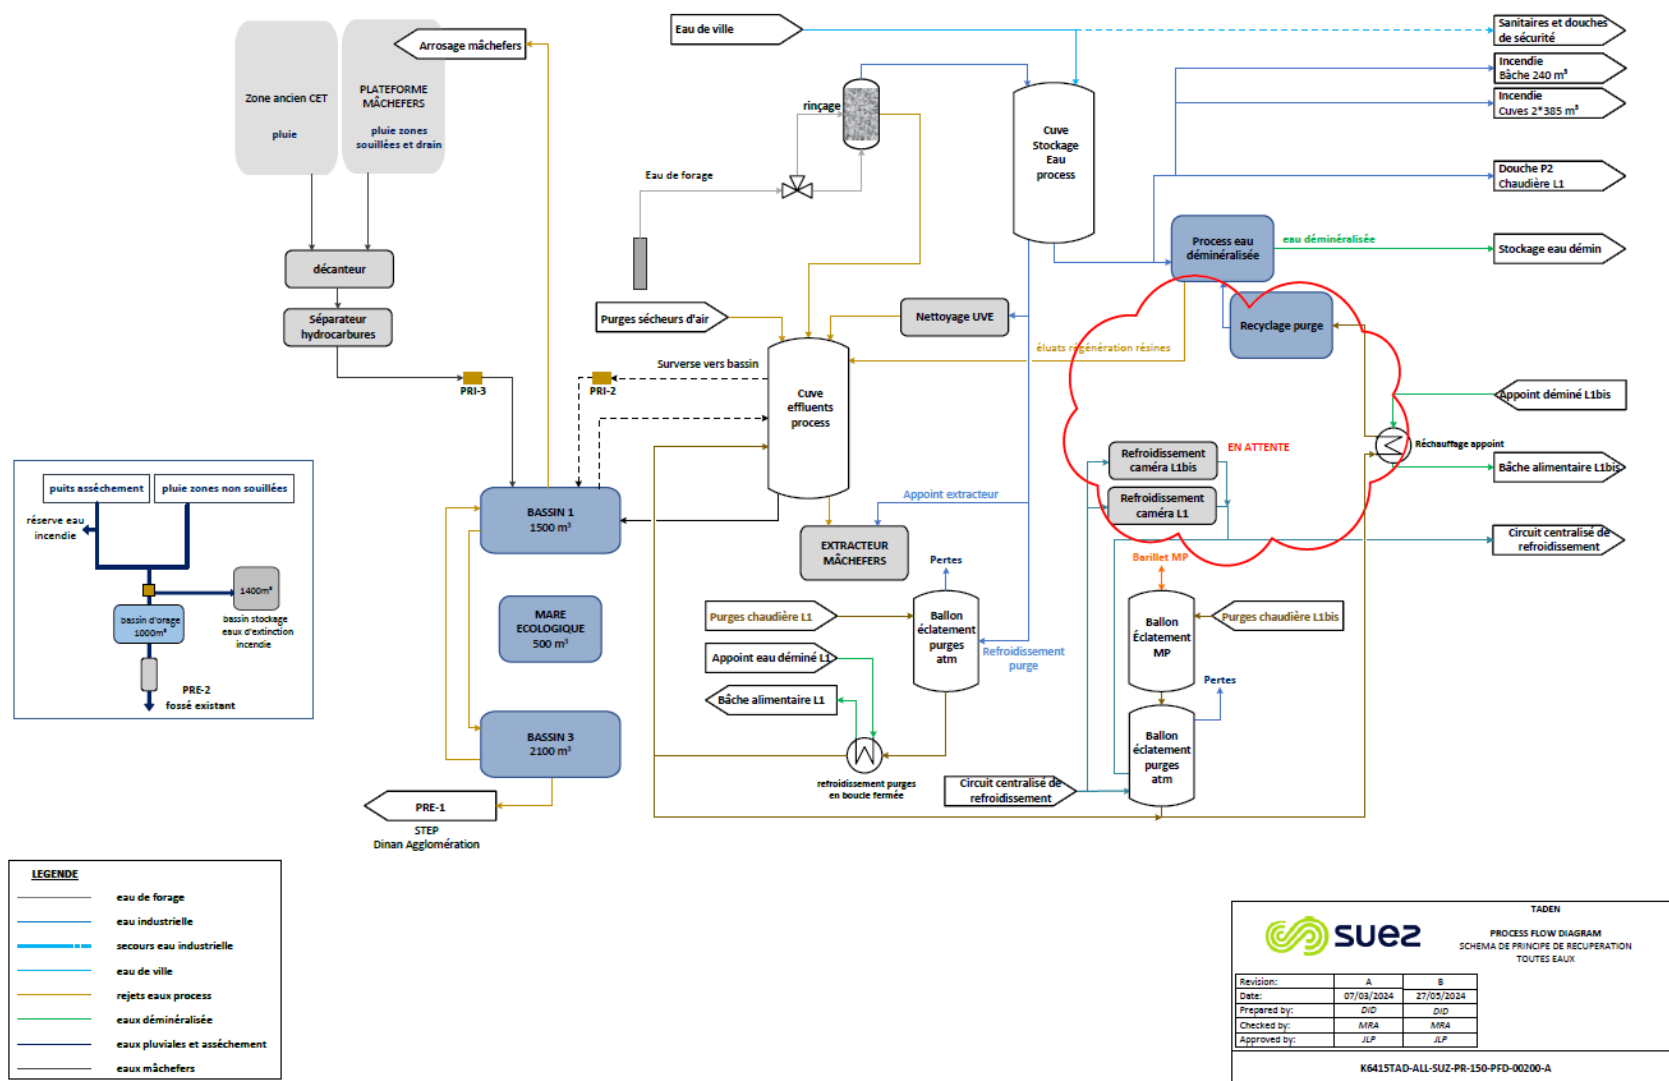 Zone ancien CET
pluie
PLATEFORME
MÂCHEFERS
pluie zones
souillées et drain
Arrosage mâchefers
Eau de ville
rinçage
Eau de forage
Cuve
Stockage
Eau
process
Sanitaires et douches
de sécurité
Incendie
Bâche 240 m³
Incendie
Cuves 2*385 m³
Douche P2
Chaudière L1
Process eau
déminéralisée
eau déminéralisée
Stockage eau démin
décanteur
Séparateur
hydrocarbures
Purges sécheurs d'air
Nettoyage UVE
Recyclage purge
éluats régénération résines
Surverse vers bassin
PRI-3
PRI-2
Cuve
effluents
process
Appoint déminé L1bis
Réchauffage appoint
EN ATTENTE
Refroidissement
caméra L1bis
Refroidissement
caméra L1
Bâche alimentaire L1bis
puits asséchement
pluie zones non souillées
réserve eau
incendie
1400m³
bassin d'orage
1000m³
bassin stockage
eaux d'extinction
incendie
PRE-2
fossé existant
BASSIN 1
1500 m³
Appoint extracteur
EXTRACTEUR
MÂCHEFERS
Circuit centralisé de
refroidissement
Pertes
Barillet MP
MARE
ECOLOGIQUE
500 m³
Purges chaudière L1
Ballon
éclatement
purges
atm
Ballon
Éclatement
MP
Purges chaudière L1bis
Appoint eau déminé L1
Refroidissement
purge
Bâche alimentaire L1
Pertes
BASSIN 3
2100 m³
Ballon
éclatement
purges
atm
refroidissement purges
en boucle fermée
Circuit centralisé de
refroidissement
PRE-1
STEP
Dinan Agglomération
LEGENDE
eau de forage
eau industrielle
secours eau industrielle
eau de ville
rejets eaux process
eaux déminéralisée
eaux pluviales et asséchement
eaux mâchefers
suez
TADEN
PROCESS FLOW DIAGRAM
SCHEMA DE PRINCIPE DE RECUPERATION
TOUTES EAUX
Revision: A B
Date: 07/03/2024 27/05/2024
Prepared by: DID DID
Checked by: MRA MRA
Approved by: JLP JLP
K6415TAD-ALL-SUZ-PR-150-PFD-00200-A